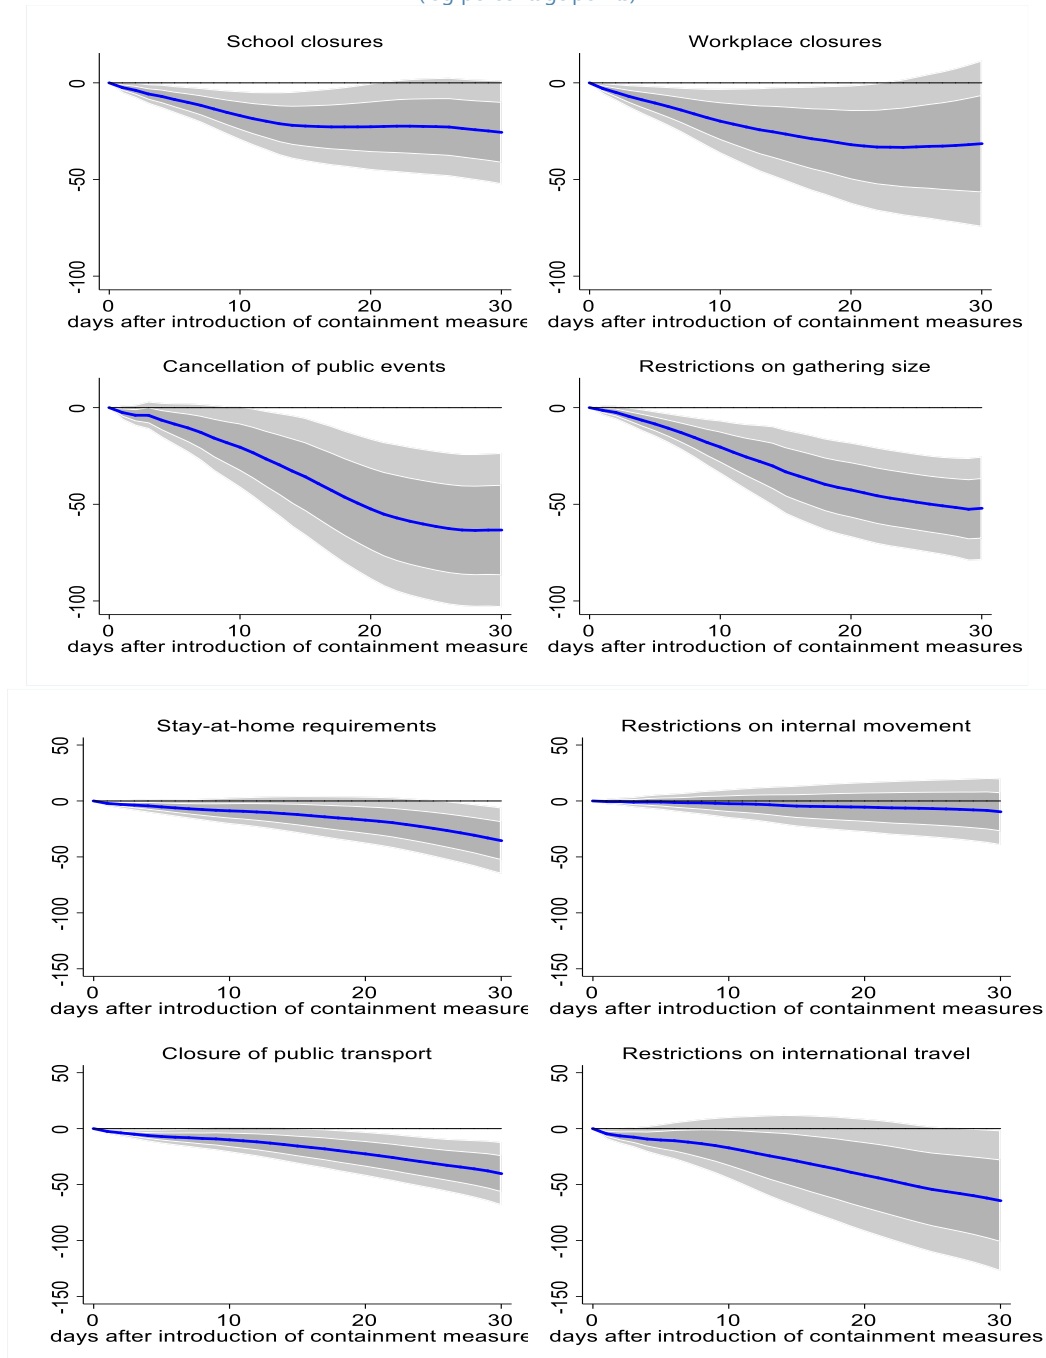 School closures Workplace closures
0 0
-50 -50
-100 -100
0 10 20 30 0 10 20 30
days after introduction of containment measure days after introduction of containment measures
Cancellation of public events Restrictions on gathering size
0 0
-50 -50
-100 -100
0 10 20 30 0 10 20 30
days after introduction of containment measure days after introduction of containment measures
Stay-at-home requirements Restrictions on internal movement
50 50
0 0
-50 -50
-100 -100
-150 -150
0 10 20 30 0 10 20 30
days after introduction of containment measure days after introduction of containment measures
Closure of public transport Restrictions on international travel
50 50
0 0
-50 -50
-100 -100
-150 -150
0 10 20 30 0 10 20 30
days after introduction of containment measure days after introduction of containment measures